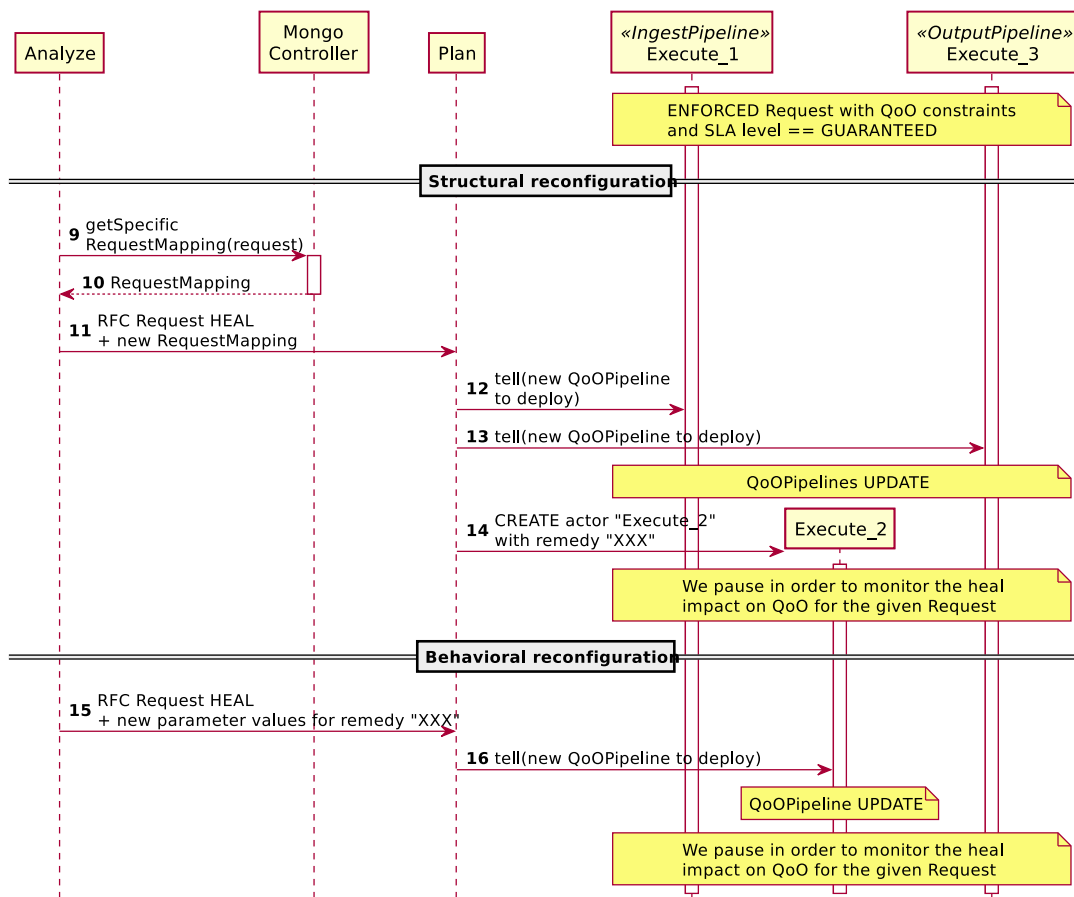 Analyze
Mongo
Controller
Plan
«IngestPipeline»
Execute_1
«OutputPipeline»
Execute_3
ENFORCED Request with QoO constraints
and SLA level == GUARANTEED
Structural reconfiguration
9 getSpecific
RequestMapping(request)
10 RequestMapping
11 RFC Request HEAL
+ new RequestMapping
12 tell(new QoOPipeline
to deploy)
13 tell(new QoOPipeline to deploy)
QoOPipelines UPDATE
14 CREATE actor "Execute_2"
with remedy "XXX"
Execute_2
We pause in order to monitor the heal
impact on QoO for the given Request
Behavioral reconfiguration
15 RFC Request HEAL
+ new parameter values for remedy "XXX"
16 tell(new QoOPipeline to deploy)
QoOPipeline UPDATE
We pause in order to monitor the heal
impact on QoO for the given Request